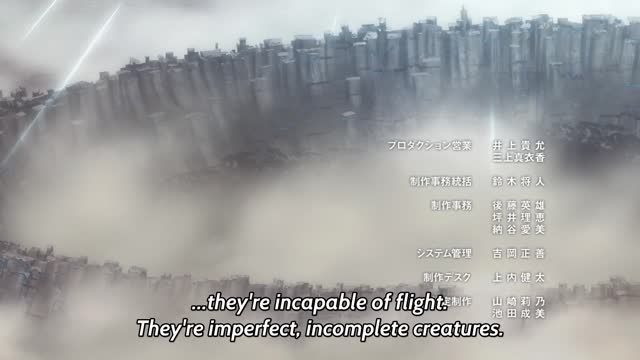 プロダクション営業 井上貴允
三上真衣香
制作事務統括 鈴木将人
制作事務 後藤英雄
坪井理恵
納谷愛美
システム管理 吉岡正善
制作デスク 上内健太
実制作 山崎莉乃
池田成美
...they're incapable of flight.
They're imperfect, incomplete creatures.